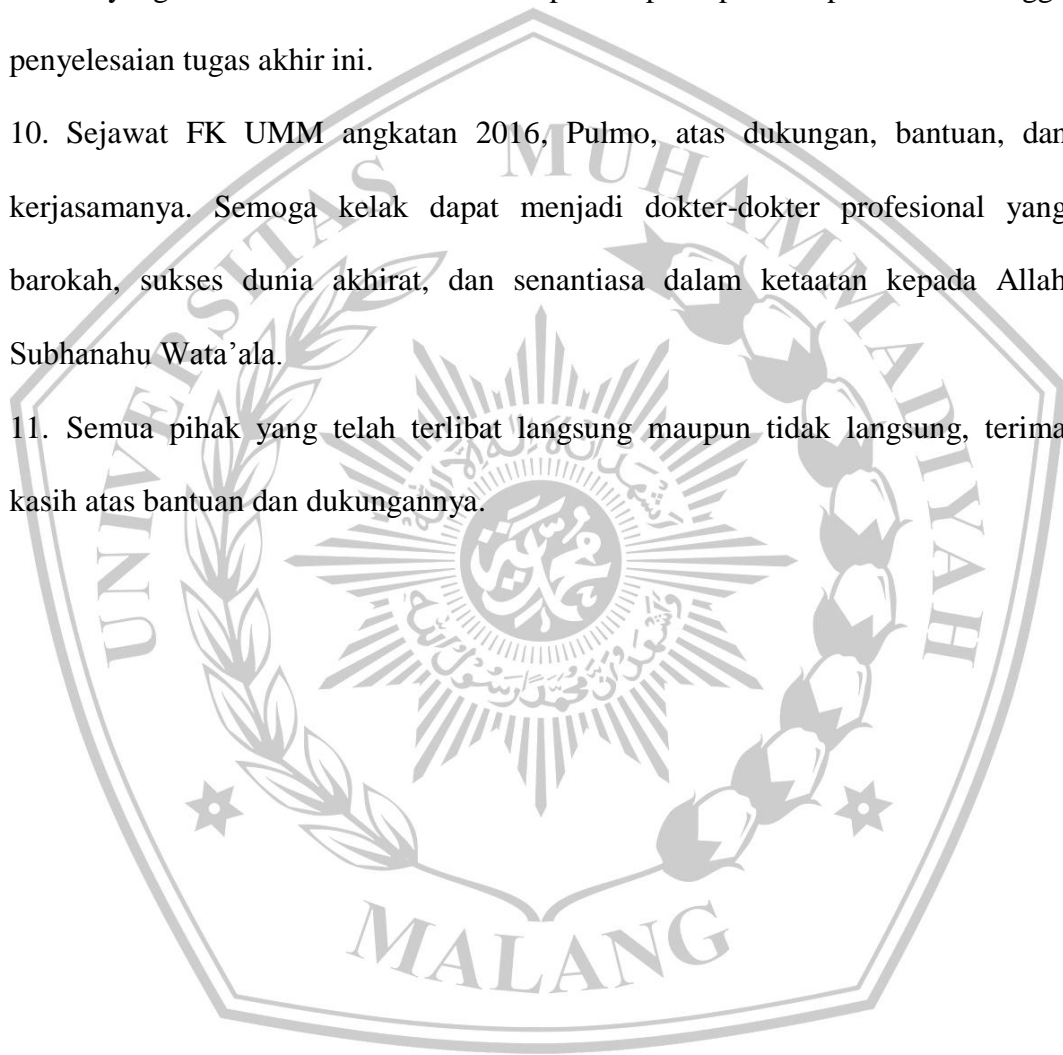 penyelesaian tugas akhir ini.
10. Sejawat FK UMM angkatan 2016, Pulmo, atas dukungan, bantuan, dan
kerjasamanya. Semoga kelak dapat menjadi dokter-dokter profesional yang
barokah, sukses dunia akhirat, dan senantiasa dalam ketaatan kepada Allah
Subhanahu Wata’ala.
11. Semua pihak yang telah terlibat langsung maupun tidak langsung, terima
kasih atas bantuan dan dukungannya.
UNIVERSITAS MUHAMMADIYAH
MALANG